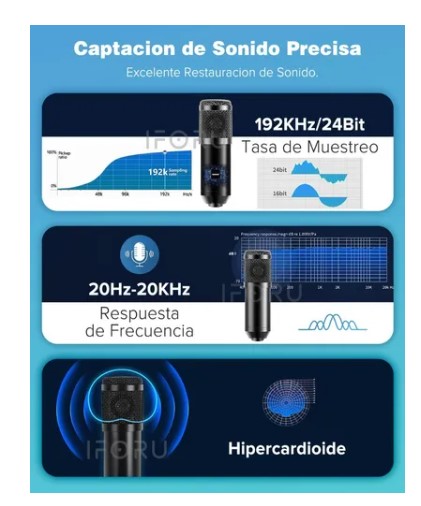 Captacion de Sonido Precisa
Excelente Restauracion de Sonido.
192KHz/24Bit
Tasa de Muestreo
100%
Pickup
ratio
192k Sampling
rate
0%
48k
96k
192k
24bit
16bit
IFORU
20Hz-20KHz
Respuesta
de Frecuencia
IFORU
Hipercardioide
IFORU